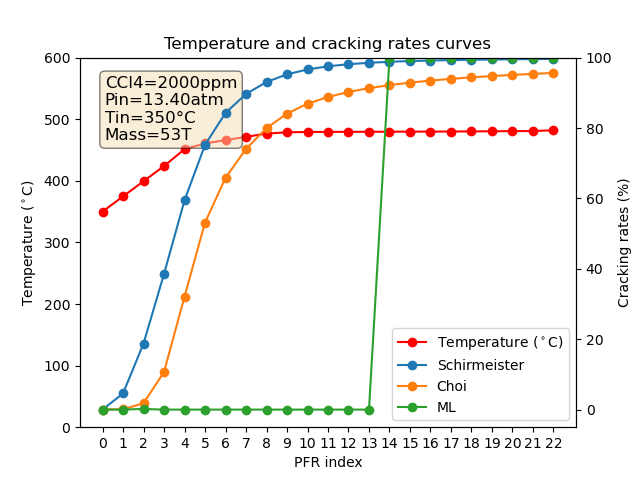 Temperature and cracking rates curves
CCl4=2000ppm
Pin=13.40atm
Tin=350°C
Mass=53T
600
500
400
300
200
100
0
Temperature (°C)
100
80
60
40
20
0
Cracking rates (%)
Temperature (°C)
Schirmeister
Choi
ML
0 1 2 3 4 5 6 7 8 9 10 11 12 13 14 15 16 17 18 19 20 21 22
PFR index